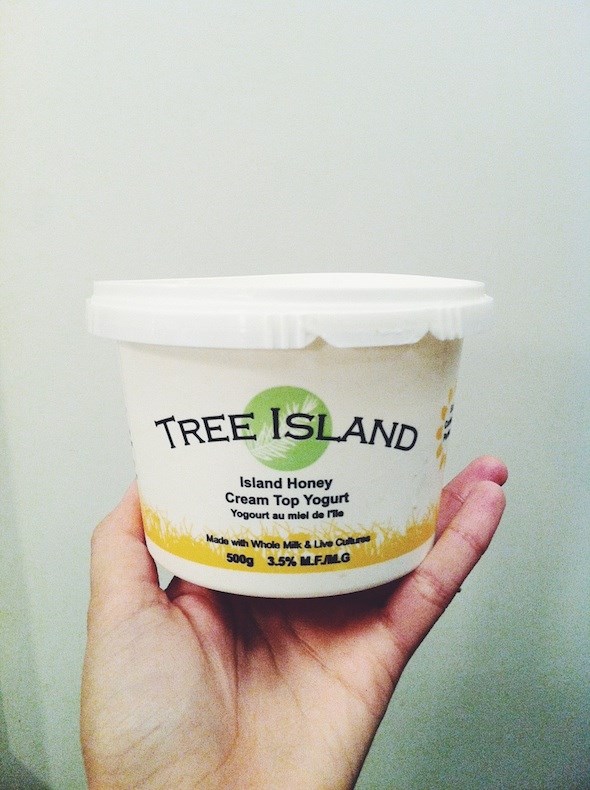 TREE ISLAND
Island Honey
Cream Top Yogurt
Yogourt au miel de l'île
Made with Whole Milk & Live Cultures
500g 3.5% M.F./M.G